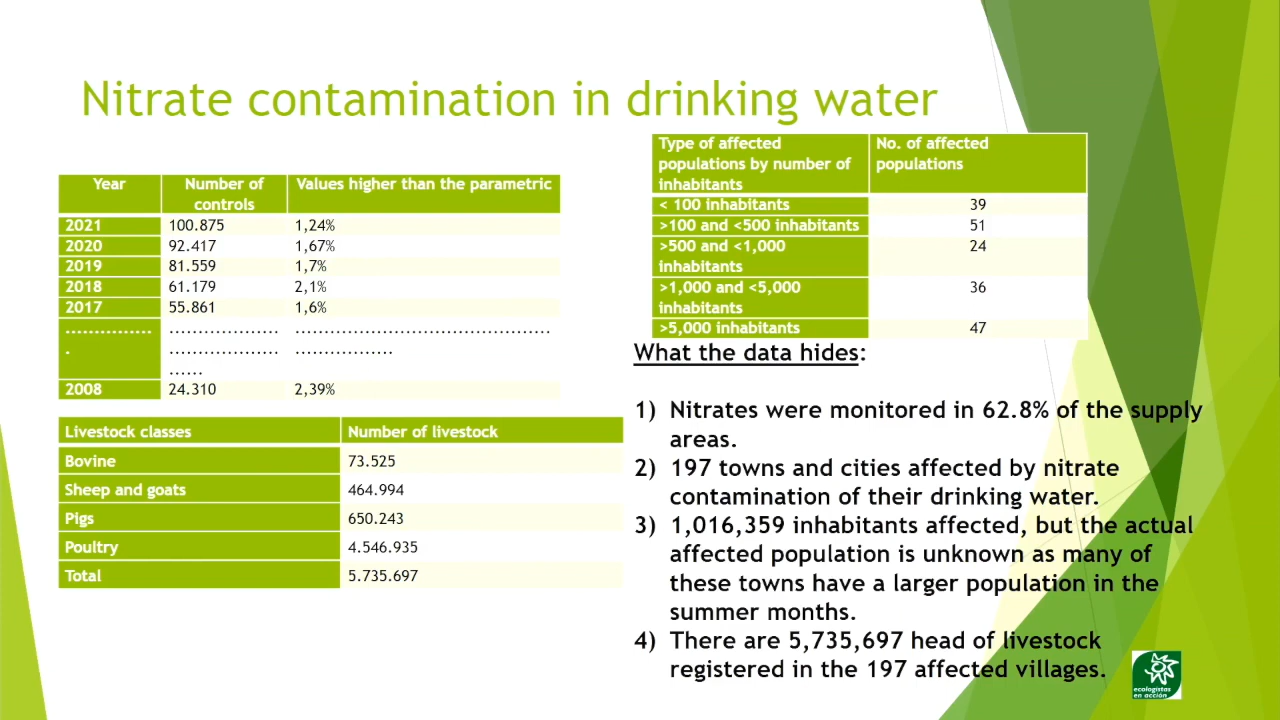 Nitrate contamination in drinking water
Year Number of controls Values higher than the parametric
2021 100.875 1,24%
2020 92.417 1,67%
2019 81.559 1,7%
2018 61.179 2,1%
2017 55.861 1,6%
............... ................... ...........................................
. ................... .................
......
2008 24.310 2,39%
Livestock classes Number of livestock
Bovine 73.525
Sheep and goats 464.994
Pigs 650.243
Poultry 4.546.935
Total 5.735.697
Type of affected populations by number of inhabitants No. of affected populations
< 100 inhabitants 39
>100 and <500 inhabitants 51
>500 and <1,000 inhabitants 24
>1,000 and <5,000 inhabitants 36
>5,000 inhabitants 47
What the data hides:
1) Nitrates were monitored in 62.8% of the supply
areas.
2) 197 towns and cities affected by nitrate
contamination of their drinking water.
3) 1,016,359 inhabitants affected, but the actual
affected population is unknown as many of
these towns have a larger population in the
summer months.
4) There are 5,735,697 head of livestock
registered in the 197 affected villages.
ecologistas
en acción